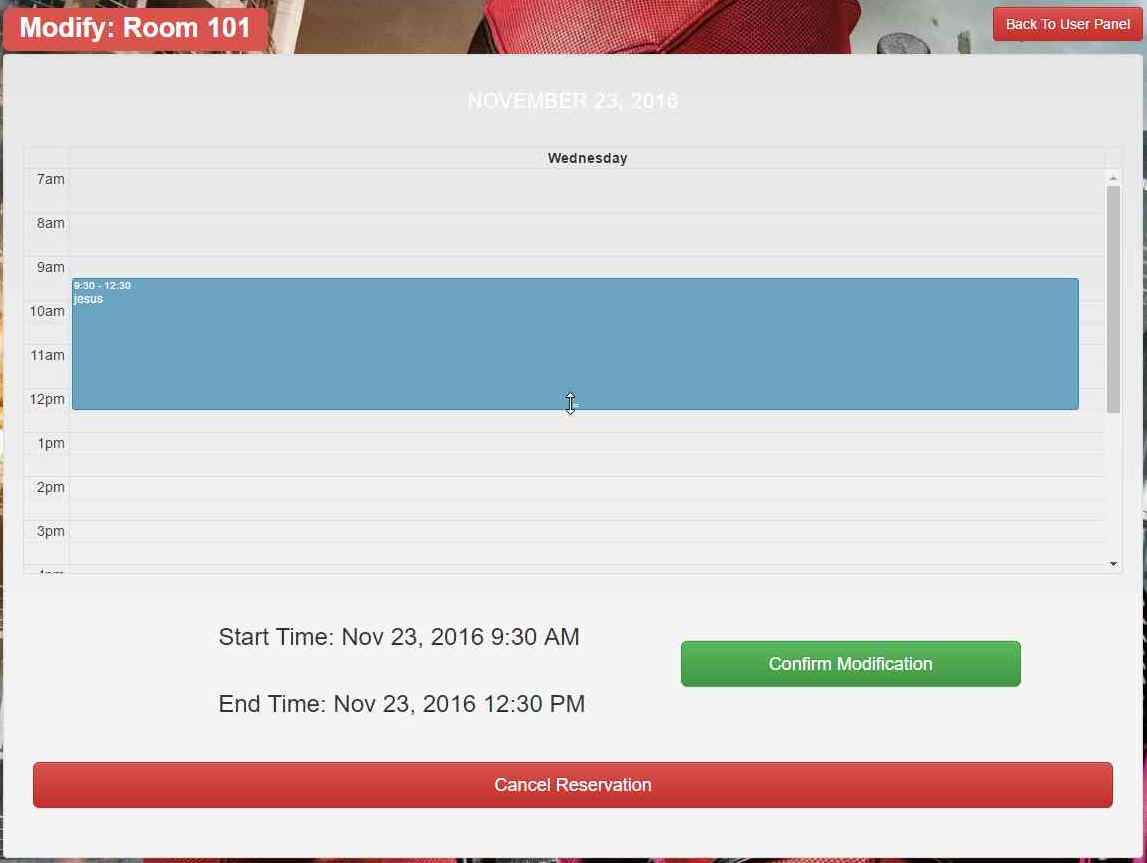 Modify: Room 101
Back To User Panel
NOVEMBER 23, 2016
Wednesday
7am
8am
9am
9:30 - 12:30
jesus
10am
11am
12pm
1pm
2pm
3pm
Start Time: Nov 23, 2016 9:30 AM
Confirm Modification
End Time: Nov 23, 2016 12:30 PM
Cancel Reservation